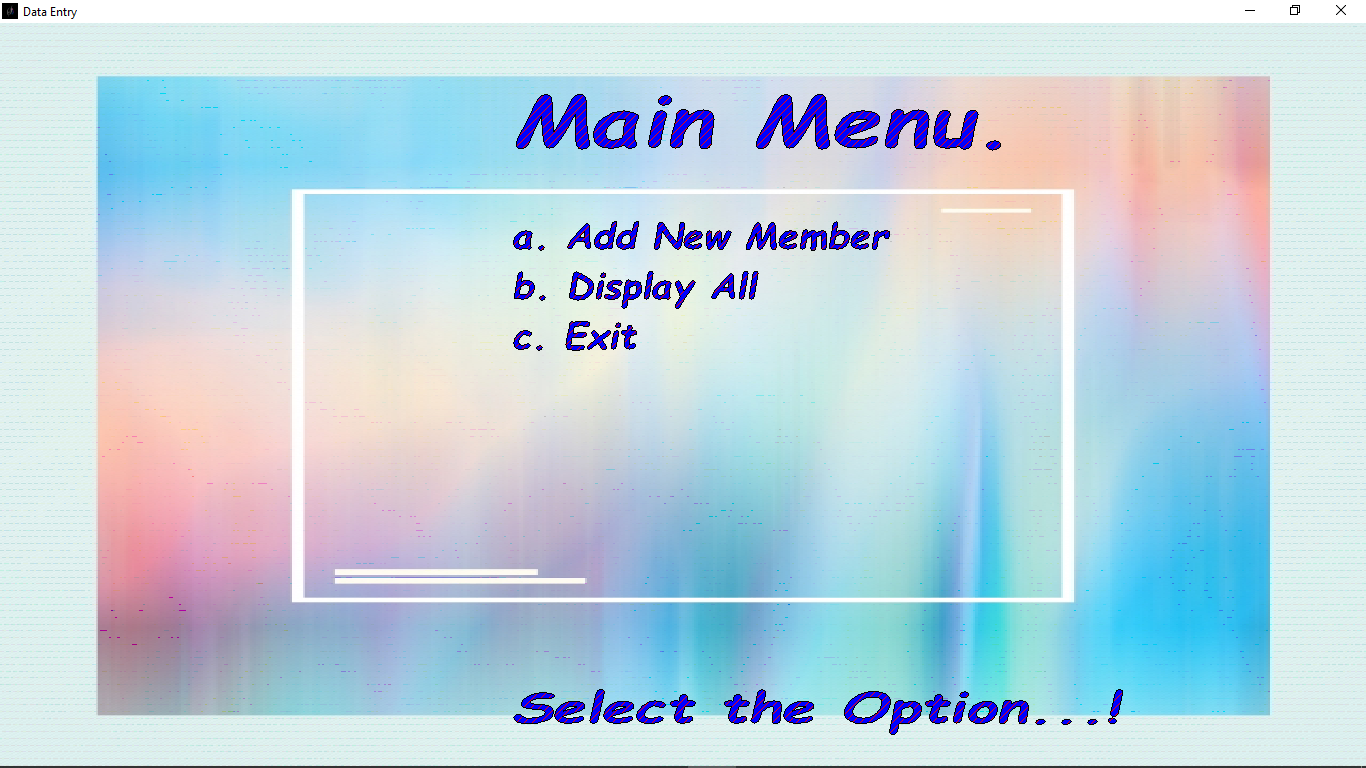 Data Entry
Main Menu.
a. Add New Member
b. Display All
c. Exit
Select the Option...!